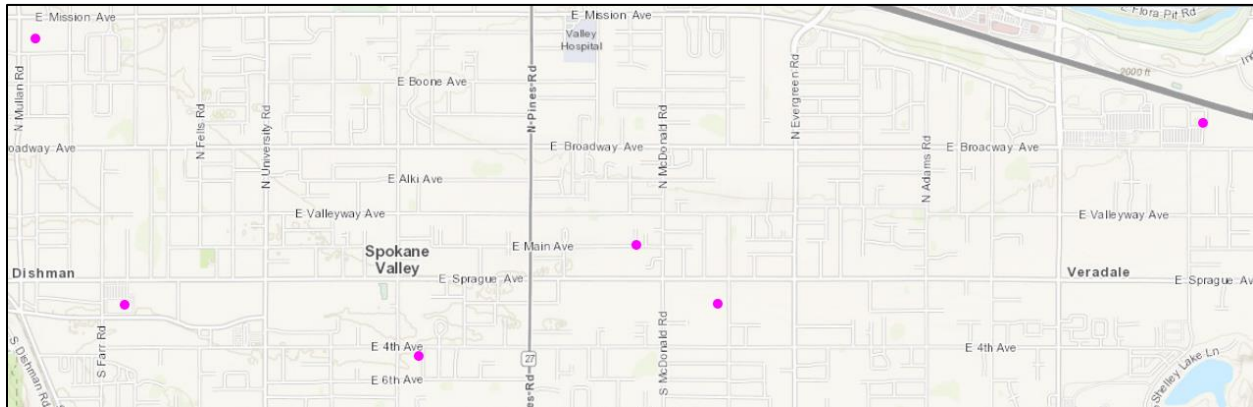 E Mission Ave
E Mission Ave
E Flora Pit Rd
Valley
Hospital
N Mullan Rd
E Boone Ave
N Fells Rd
N University Rd
N Pines Rd
N McDonald Rd
N Evergreen Rd
2000 ft
Ind
oadway Ave
E Broadway Ave
E Broadway Ave
N Adams Rd
E Alki Ave
E Valleyway Ave
E Valleyway Ave
Spokane
Valley
E Main Ave
Dishman
E Sprague Ave
Veradale
E Sprague Av
S Dishman Rd
S Farr Rd
E 4th Ave
27
S McDonald Rd
E 4th Ave
E 6th Ave
nes Rd
Shelley Lake Ln